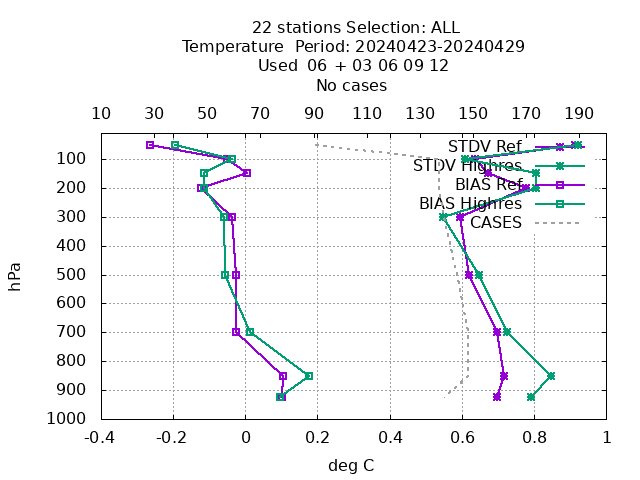 22 stations Selection: ALL
Temperature  Period: 20240423-20240429
Used  06 + 03 06 09 12
No cases
10 30 50 70 90 110 130 150 170 190
STDV Ref
STDV Highres
BIAS Ref
BIAS Highres
CASES
hPa
100
200
300
400
500
600
700
800
900
1000
-0.4 -0.2 0 0.2 0.4 0.6 0.8 1
deg C